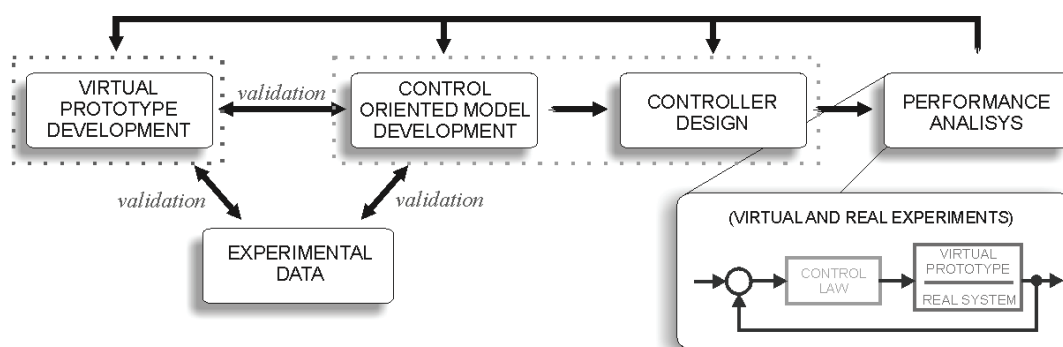 VIRTUAL
PROTOTYPE
DEVELOPMENT
validation
CONTROL
ORIENTED MODEL
DEVELOPMENT
CONTROLLER
DESIGN
PERFORMANCE
ANALISYS
validation
validation
EXPERIMENTAL
DATA
(VIRTUAL AND REAL EXPERIMENTS)
CONTROL
LAW
VIRTUAL
PROTOTYPE
REAL SYSTEM